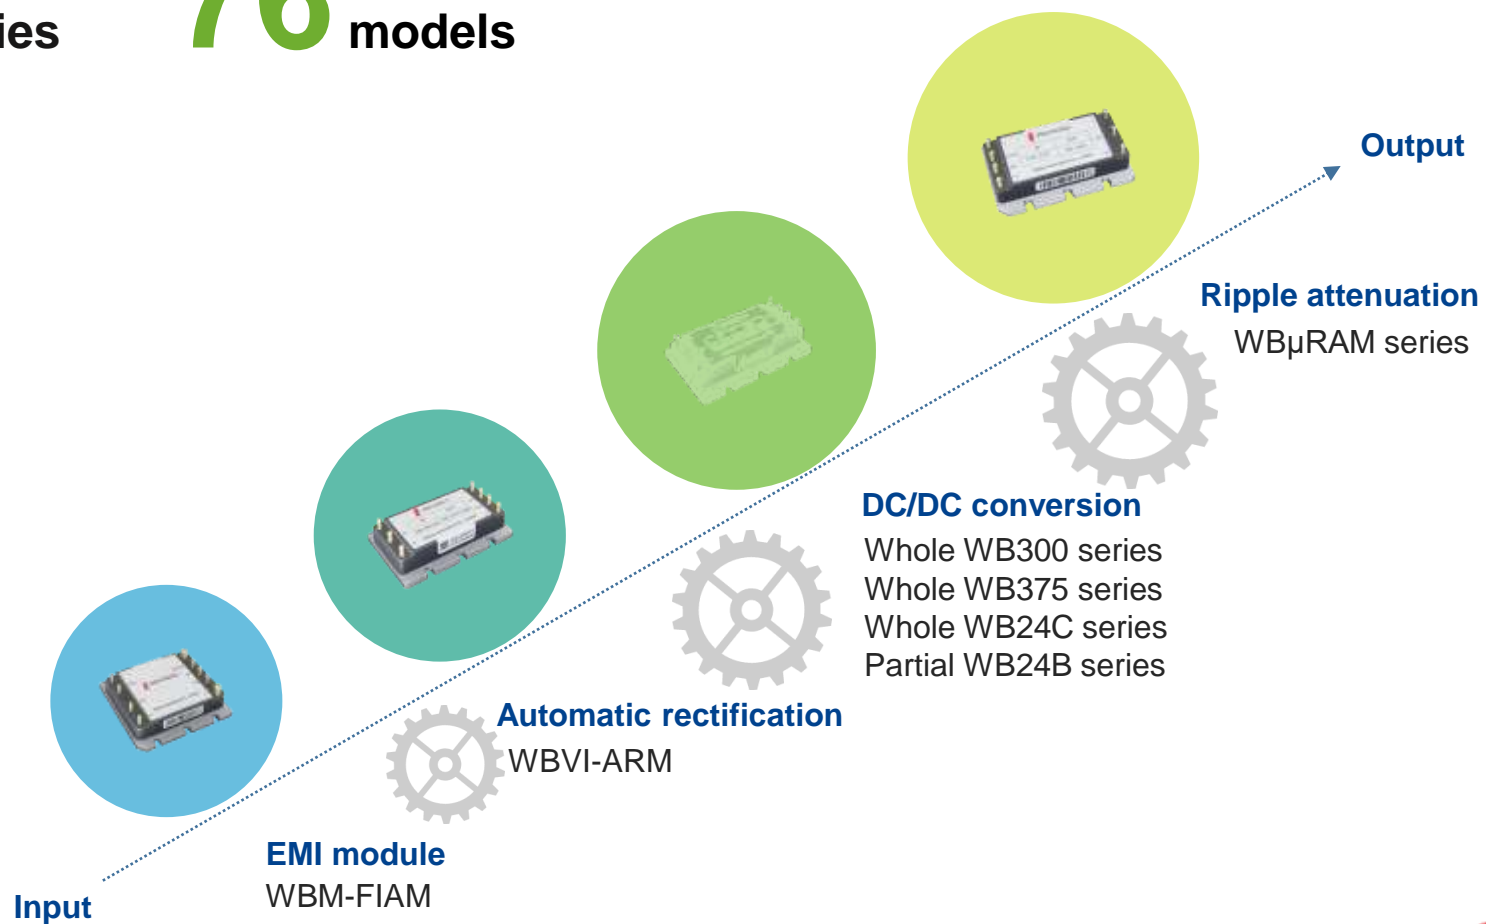 ies 76 models
Output
Ripple attenuation
WBµRAM series
DC/DC conversion
Whole WB300 series
Whole WB375 series
Whole WB24C series
Partial WB24B series
Automatic rectification
WBVI-ARM
EMI module
WBM-FIAM
Input